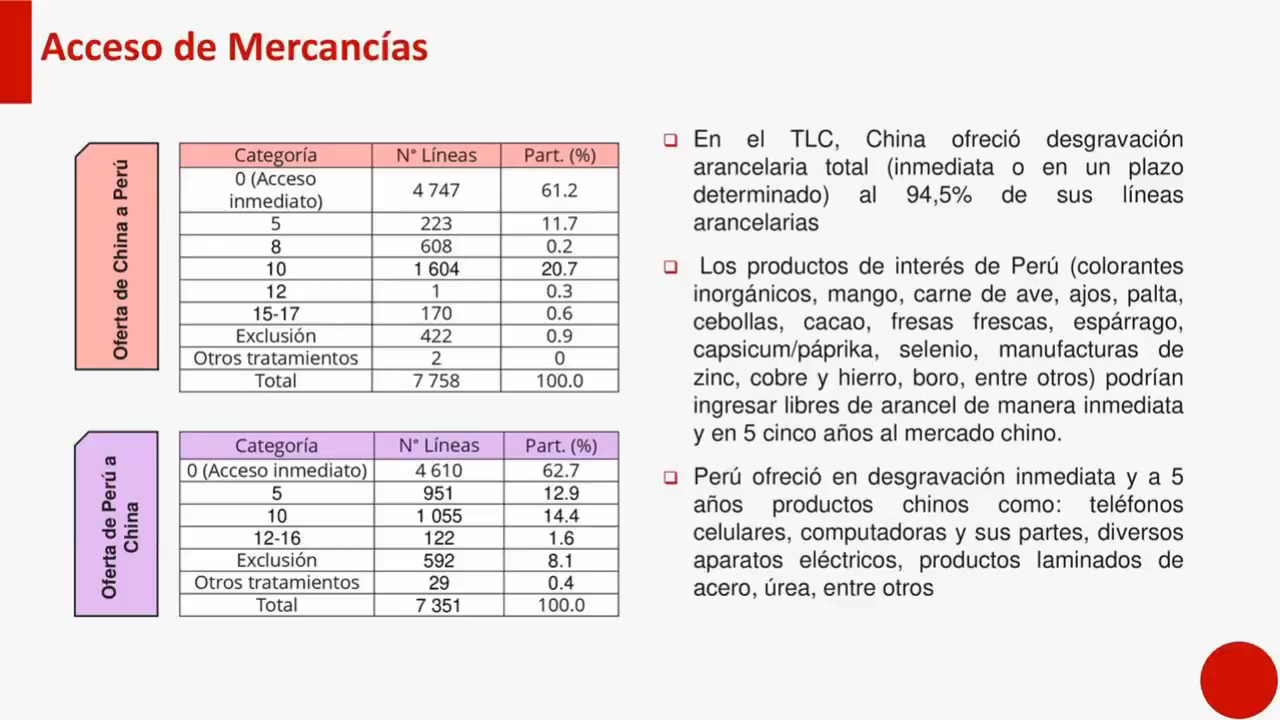 Acceso de Mercancías
Oferta de China a Perú
Categoría N° Líneas Part. (%)
0 (Acceso
inmediato) 4 747 61.2
5 223 11.7
8 608 0.2
10 1 604 20.7
12 1 0.3
15-17 170 0.6
Exclusión 422 0.9
Otros tratamientos 2 0
Total 7 758 100.0
Oferta de Perú a
China
Categoría N° Líneas Part. (%)
0 (Acceso inmediato) 4 610 62.7
5 951 12.9
10 1 055 14.4
12-16 122 1.6
Exclusión 592 8.1
Otros tratamientos 29 0.4
Total 7 351 100.0
En el TLC, China ofreció desgravación
arancelaria total (inmediata o en un plazo
determinado) al 94,5% de sus líneas
arancelarias
Los productos de interés de Perú (colorantes
inorgánicos, mango, carne de ave, ajos, palta,
cebollas, cacao, fresas frescas, espárrago,
capsicum/páprika, selenio, manufacturas de
zinc, cobre y hierro, boro, entre otros) podrían
ingresar libres de arancel de manera inmediata
y en 5 cinco años al mercado chino.
Perú ofreció en desgravación inmediata y a 5
años productos chinos como: teléfonos
celulares, computadoras y sus partes, diversos
aparatos eléctricos, productos laminados de
acero, úrea, entre otros